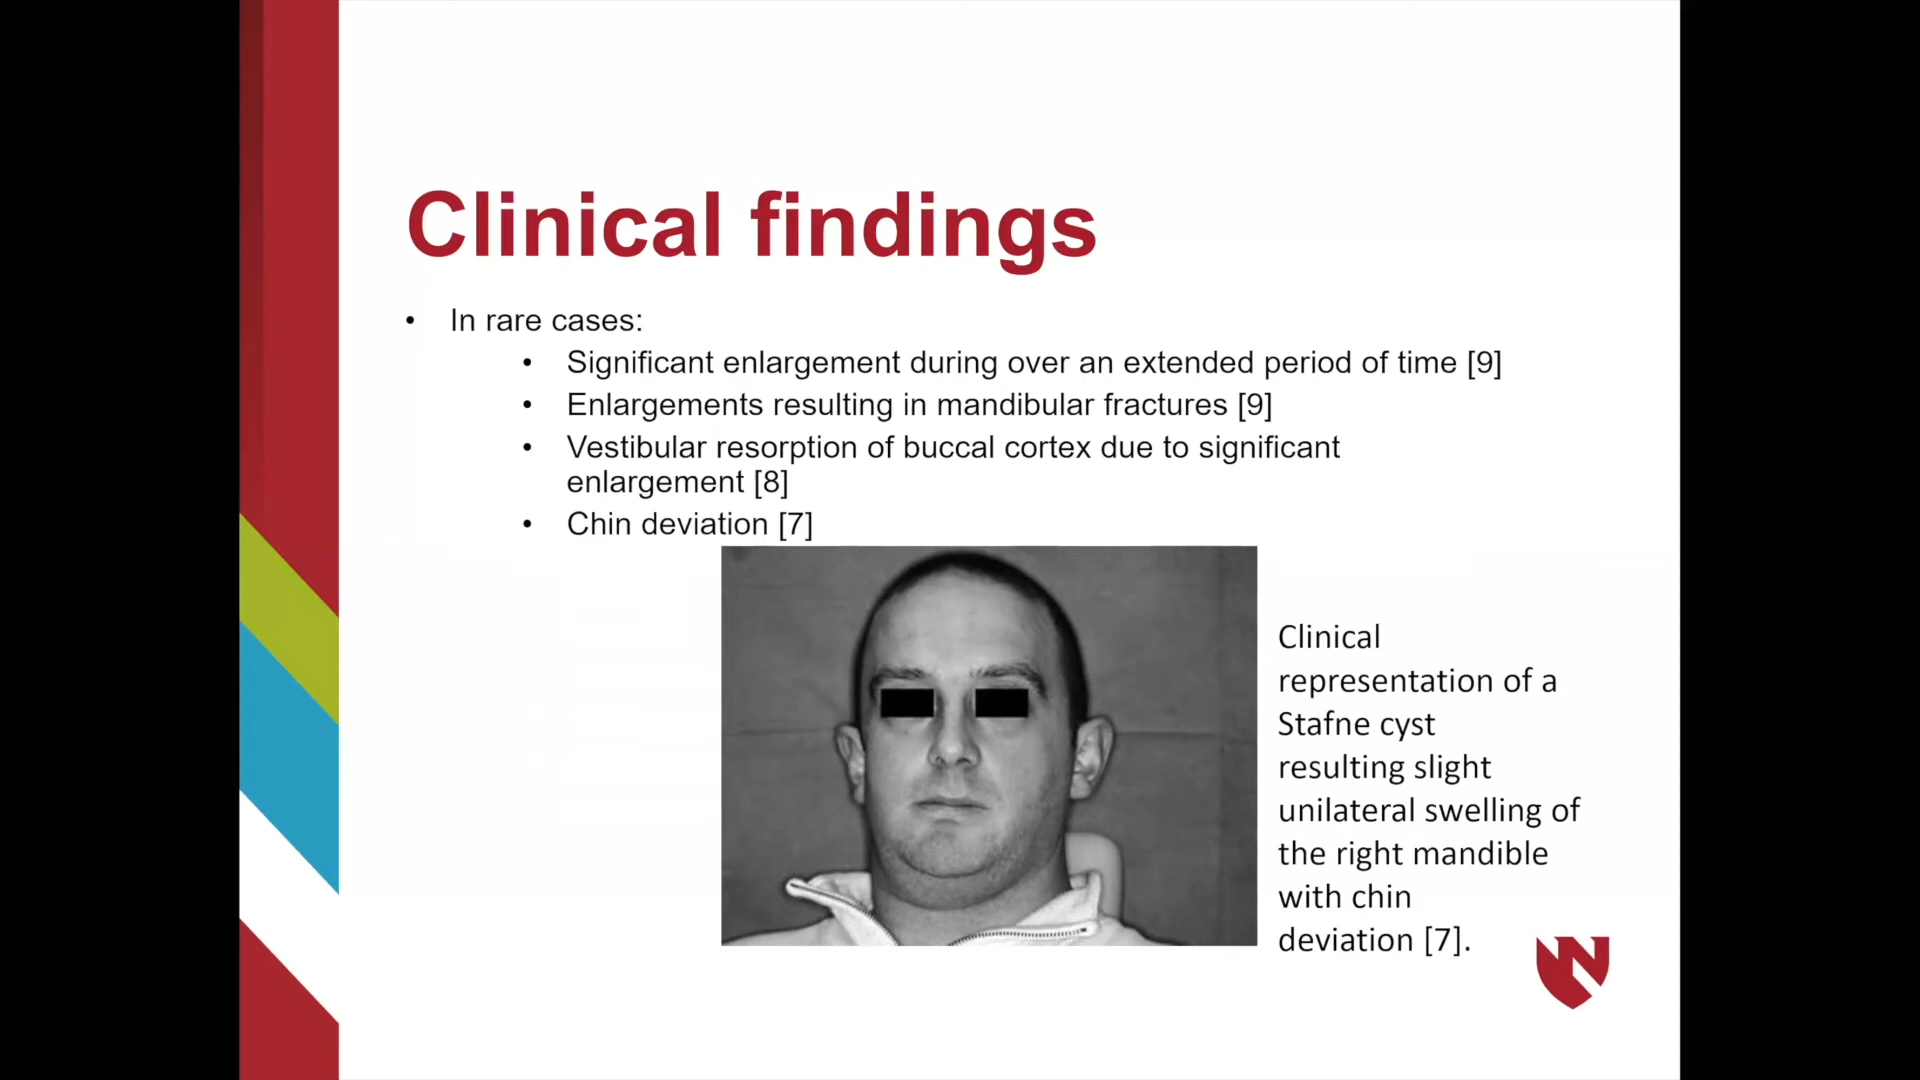 Clinical findings
• In rare cases:
• Significant enlargement during over an extended period of time [9]
• Enlargements resulting in mandibular fractures [9]
• Vestibular resorption of buccal cortex due to significant
enlargement [8]
• Chin deviation [7]
Clinical
representation of a
Stafne cyst
resulting slight
unilateral swelling of
the right mandible
with chin
deviation [7].